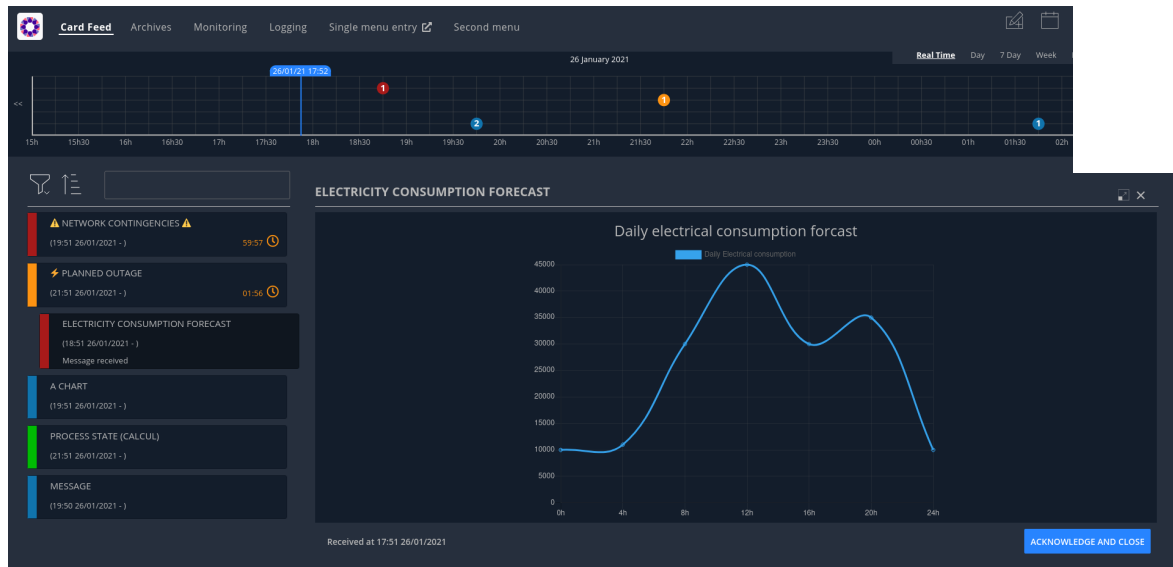 Card Feed Archives Monitoring Logging Single menu entry Second menu
26 January 2021
Real Time Day 7 Day Week
26/01/21 17:52
1
1
<<
2
1
15h 15h30 16h 16h30 17h 17h30 18h 18h30 19h 19h30 20h 20h30 21h 21h30 22h 22h30 23h 23h30 00h 00h30 01h 01h30 02h
NETWORK CONTINGENCIES
(19:51 26/01/2021 - )
59:57
PLANNED OUTAGE
(21:51 26/01/2021 - )
01:56
ELECTRICITY CONSUMPTION FORECAST
(18:51 26/01/2021 - )
Message received
A CHART
(19:51 26/01/2021 - )
PROCESS STATE (CALCUL)
(21:51 26/01/2021 - )
MESSAGE
(19:50 26/01/2021 - )
ELECTRICITY CONSUMPTION FORECAST
Daily electrical consumption forcast
Daily Electrical consumption
45000
40000
35000
30000
25000
20000
15000
10000
5000
0
0h 4h 8h 12h 16h 20h 24h
Received at 17:51 26/01/2021
ACKNOWLEDGE AND CLOSE